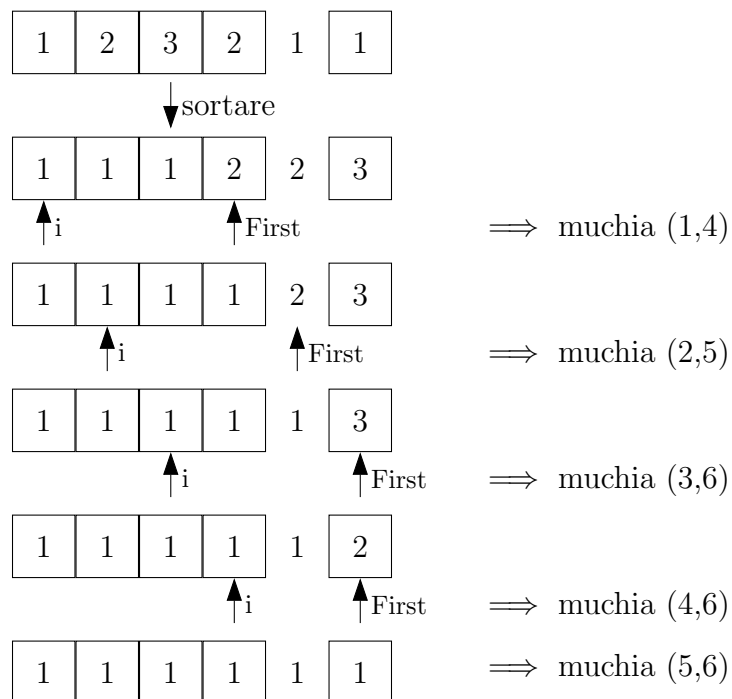 1 2 3 2 1 1
sortare
1 1 1 2 2 3
i First ⟹ muchia (1,4)
1 1 1 1 2 3
i First ⟹ muchia (2,5)
1 1 1 1 1 3
i First ⟹ muchia (3,6)
1 1 1 1 1 2
i First ⟹ muchia (4,6)
1 1 1 1 1 1 ⟹ muchia (5,6)